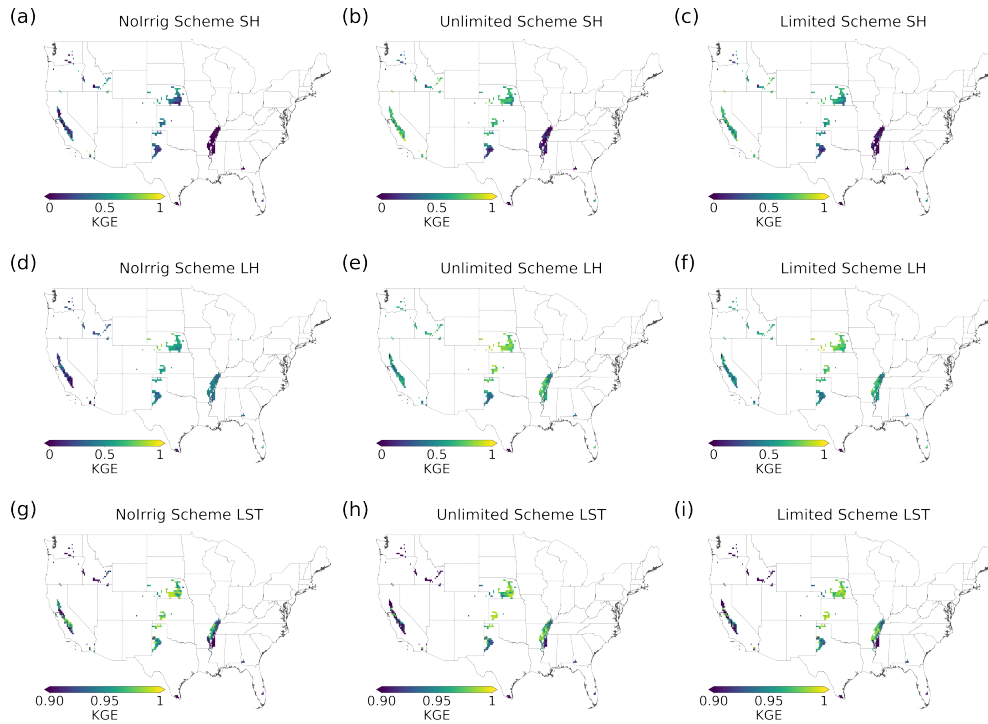 (a) NoIrrig Scheme SH
(b) Unlimited Scheme SH
(c) Limited Scheme SH
0 0.5 1
KGE
0 0.5 1
KGE
0 0.5 1
KGE
(d) NoIrrig Scheme LH
(e) Unlimited Scheme LH
(f) Limited Scheme LH
0 0.5 1
KGE
0 0.5 1
KGE
0 0.5 1
KGE
(g) NoIrrig Scheme LST
(h) Unlimited Scheme LST
(i) Limited Scheme LST
0.90 0.95 1
KGE
0.90 0.95 1
KGE
0.90 0.95 1
KGE